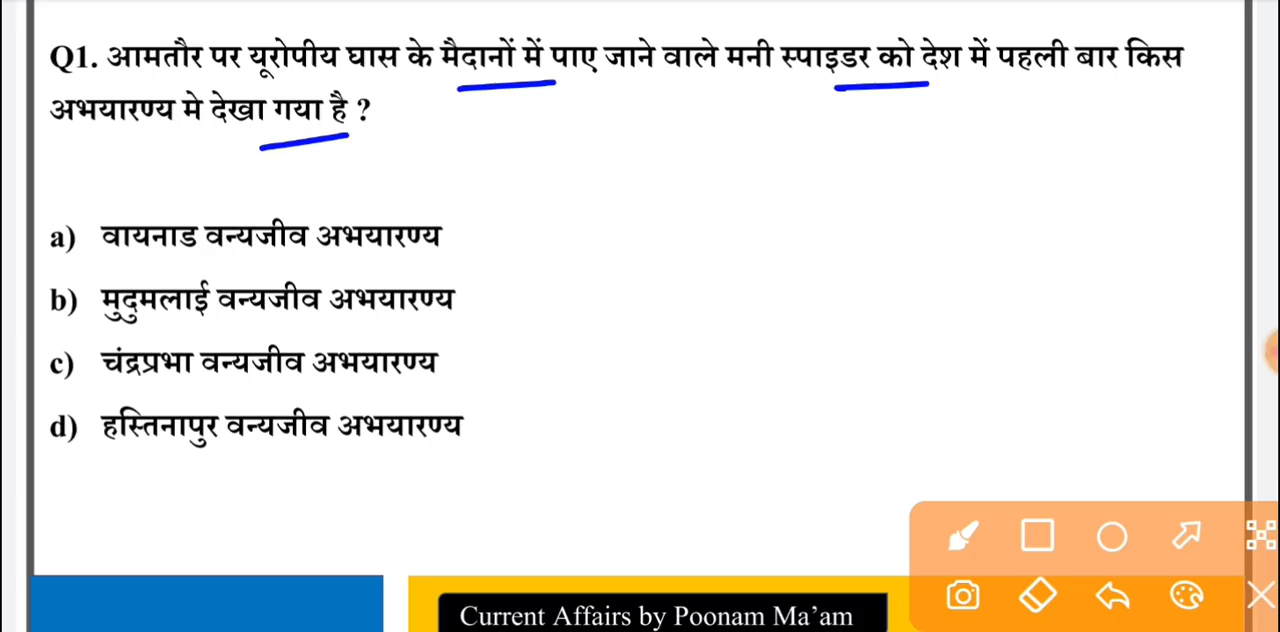 Q1. आमतौर पर यूरोपीय घास के मैदानों में पाए जाने वाले मनी स्पाइडर को देश में पहली बार किस
अभयारण्य मे देखा गया है ?
a) वायनाड वन्यजीव अभयारण्य
b) मुदुमलाई वन्यजीव अभयारण्य
c) चंद्रप्रभा वन्यजीव अभयारण्य
d) हस्तिनापुर वन्यजीव अभयारण्य
Current Affairs by Poonam Ma’am